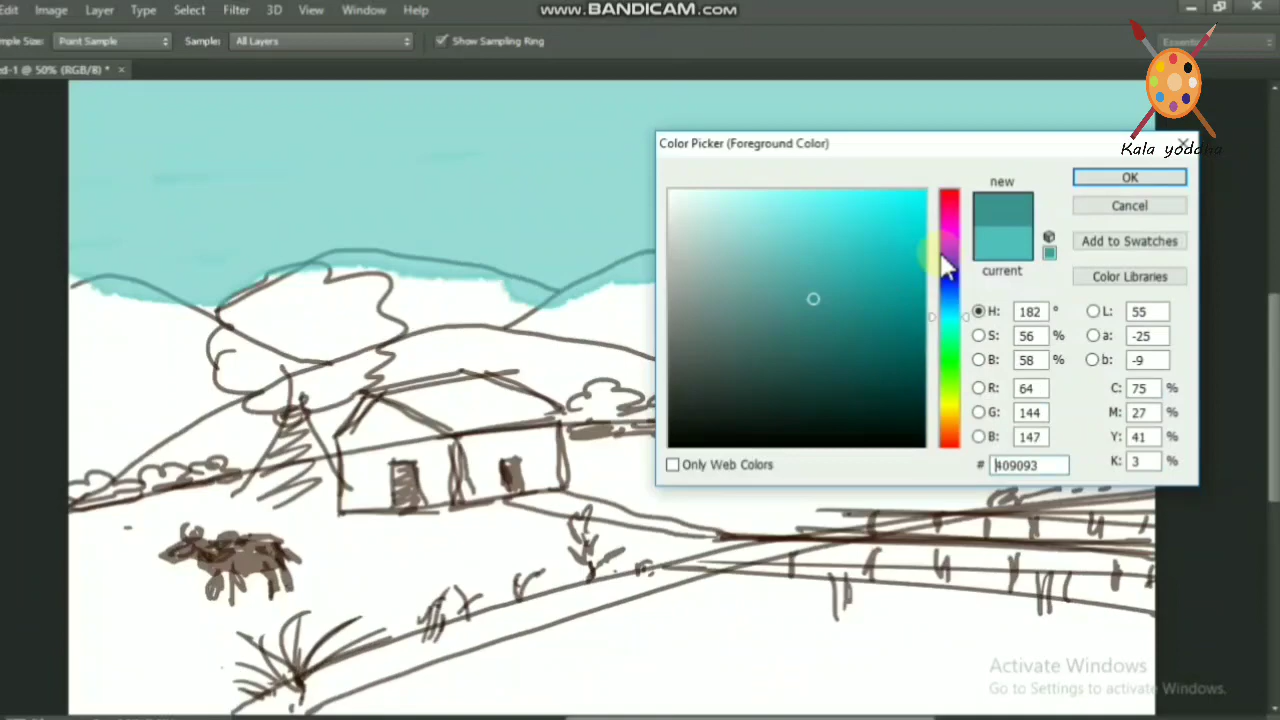 Edit Image Layer Type Select Filter 3D View Window Help
www.BANDICAM.com
Sample Size: Point Sample Sample: All Layers Show Sampling Ring
ed-1 @ 50% (RGB/8) * ×
Kala yoddha
Color Picker (Foreground Color)
new
current
OK
Cancel
Add to Swatches
Color Libraries
H: 182 °
S: 56 %
B: 58 %
R: 64
G: 144
B: 147
# 409093
L: 55
a: -25
b: -9
C: 75 %
M: 27 %
Y: 41 %
K: 3 %
Only Web Colors
Activate Windows
Go to Settings to activate Windows.